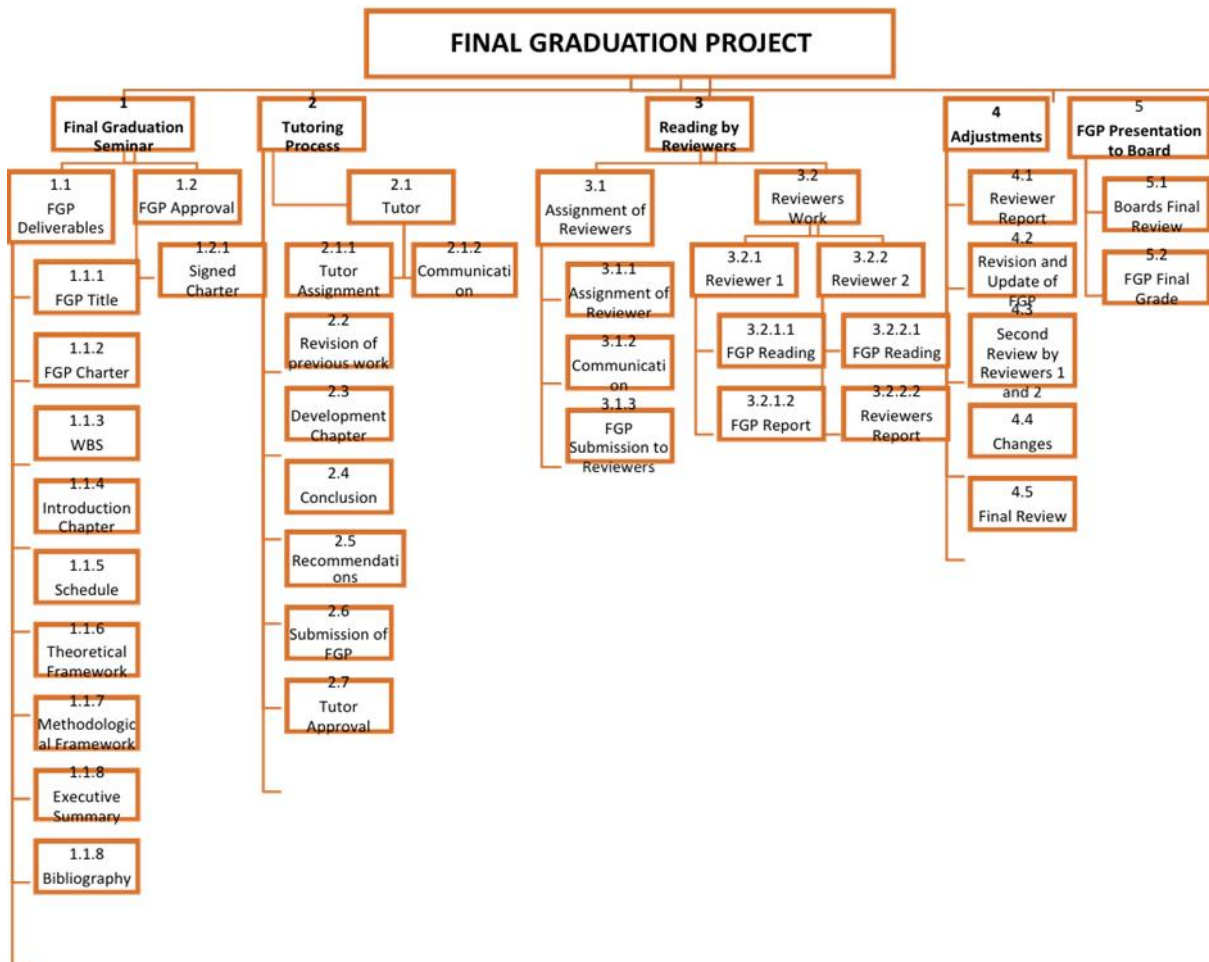 FINAL GRADUATION PROJECT
1
Final Graduation
Seminar
1.1
FGP
Deliverables
1.1.1
FGP Title
1.1.2
FGP Charter
1.1.3
WBS
1.1.4
Introduction
Chapter
1.1.5
Schedule
1.1.6
Theoretical
Framework
1.1.7
Methodologic
al Framework
1.1.8
Executive
Summary
1.1.8
Bibliography
1.2
FGP Approval
1.2.1
Signed
Charter
2
Tutoring
Process
2.1
Tutor
2.1.1
Tutor
Assignment
2.1.2
Communicati
on
2.2
Revision of
previous work
2.3
Development
Chapter
2.4
Conclusion
2.5
Recommendati
ons
2.6
Submission of
FGP
2.7
Tutor
Approval
3
Reading by
Reviewers
3.1
Assignment of
Reviewers
3.1.1
Assignment of
Reviewer
3.1.2
Communicati
on
3.1.3
FGP
Submission to
Reviewers
3.2
Reviewers
Work
3.2.1
Reviewer 1
3.2.1.1
FGP Reading
3.2.1.2
FGP Report
3.2.2
Reviewer 2
3.2.2.1
FGP Reading
3.2.2.2
Reviewers
Report
4
Adjustments
4.1
Reviewer
Report
4.2
Revision and
Update of
FGP
4.3
Second
Review by
Reviewers 1
and 2
4.4
Changes
4.5
Final Review
5
FGP Presentation
to Board
5.1
Boards Final
Review
5.2
FGP Final
Grade